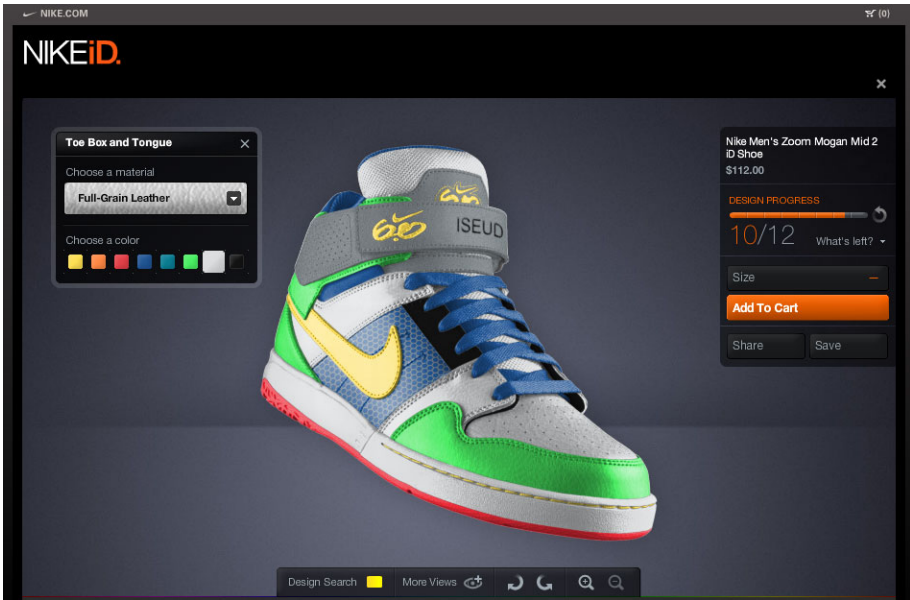 NIKE.COM
(0)
NIKEiD.
Toe Box and Tongue
Choose a material
Full-Grain Leather
Choose a color
6.0
6.0
ISEUD
Nike Men's Zoom Mogan Mid 2
iD Shoe
$112.00
DESIGN PROGRESS
10/12
What's left?
Size
Add To Cart
Share
Save
Design Search
More Views